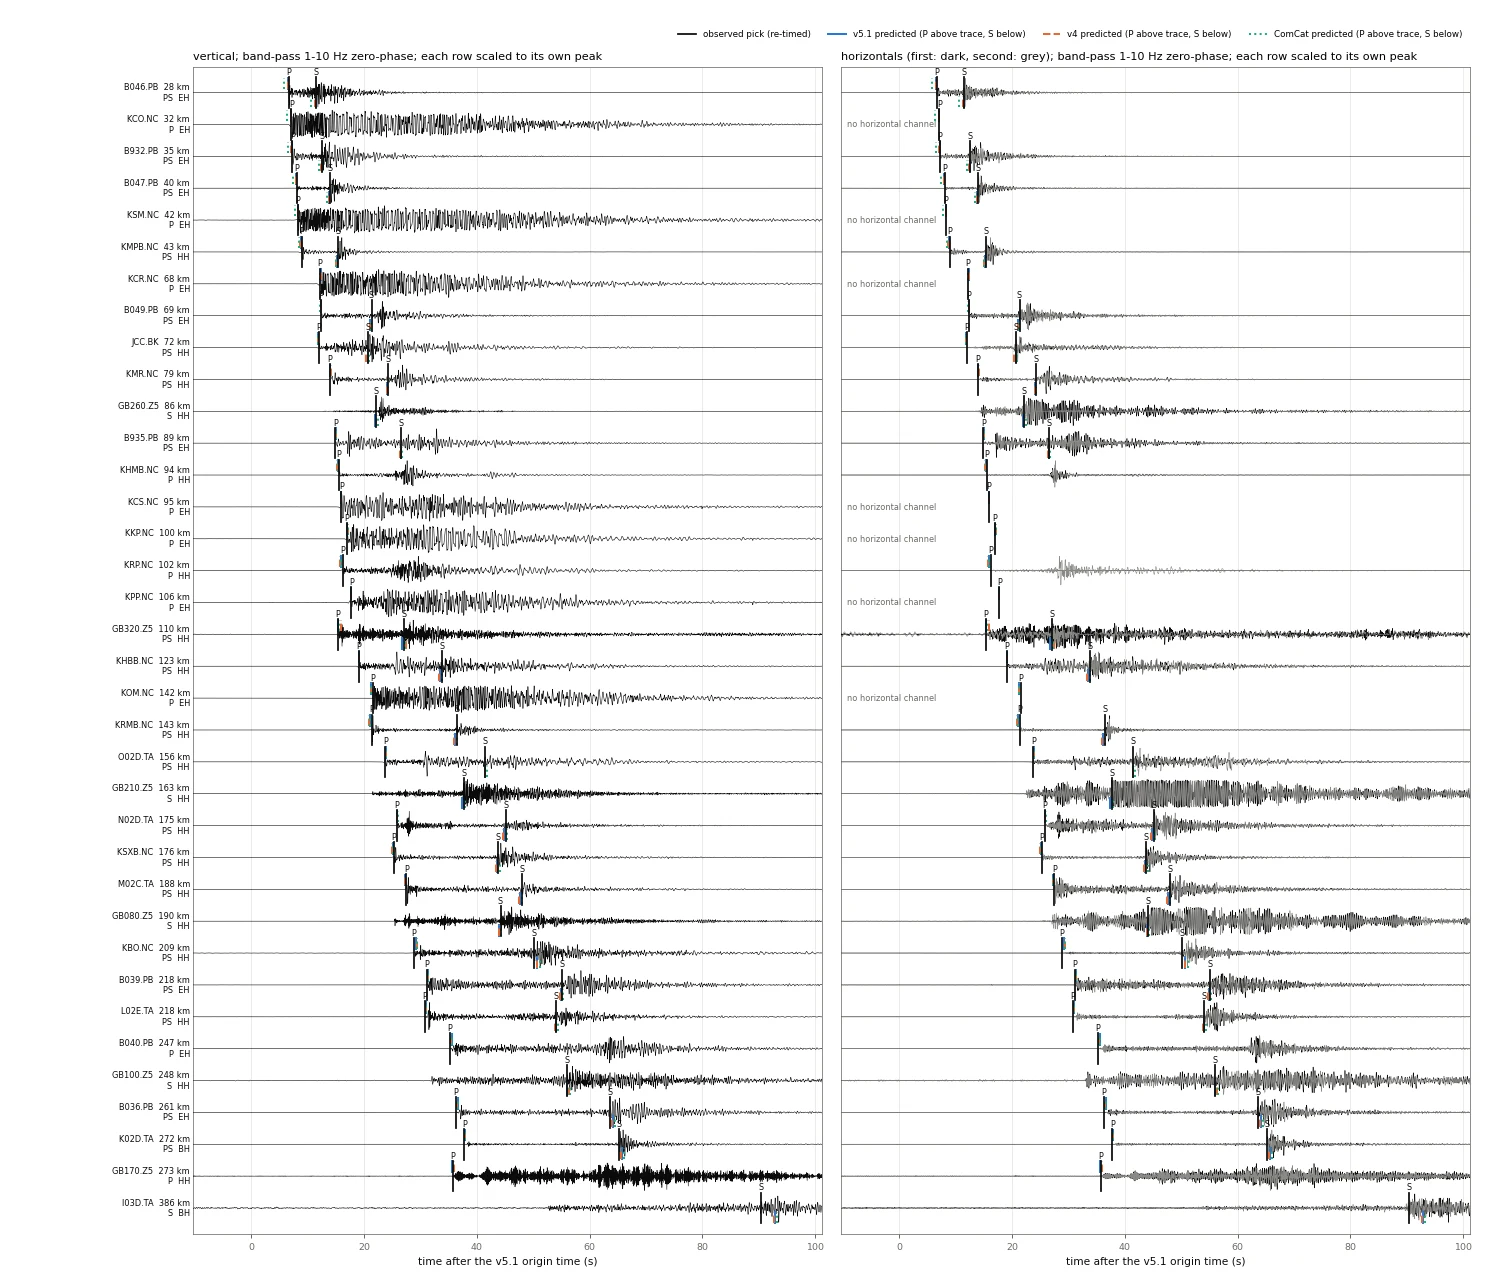 observed pick (re-timed) v5.1 predicted (P above trace, S below) v4 predicted (P above trace, S below) ComCat predicted (P above trace, S below)
vertical; band-pass 1-10 Hz zero-phase; each row scaled to its own peak
horizontals (first: dark, second: grey); band-pass 1-10 Hz zero-phase; each row scaled to its own peak
B046.PB 28 km
PS EH
KCO.NC 32 km
P EH
no horizontal channel
B932.PB 35 km
PS EH
B047.PB 40 km
PS EH
KSM.NC 42 km
P EH
no horizontal channel
KMPB.NC 43 km
PS HH
KCR.NC 68 km
P EH
no horizontal channel
B049.PB 69 km
PS EH
JCC.BK 72 km
PS HH
KMR.NC 79 km
PS HH
GB260.Z5 86 km
S HH
B935.PB 89 km
PS EH
KHMB.NC 94 km
P HH
KCS.NC 95 km
P EH
no horizontal channel
KKP.NC 100 km
P EH
no horizontal channel
KRP.NC 102 km
P HH
KPP.NC 106 km
P EH
no horizontal channel
GB320.Z5 110 km
PS HH
KHBB.NC 123 km
PS HH
KOM.NC 142 km
P EH
no horizontal channel
KRMB.NC 143 km
PS HH
O02D.TA 156 km
PS HH
GB210.Z5 163 km
S HH
N02D.TA 175 km
PS HH
KSXB.NC 176 km
PS HH
M02C.TA 188 km
PS HH
GB080.Z5 190 km
S HH
KBO.NC 209 km
PS HH
B039.PB 218 km
PS EH
L02E.TA 218 km
PS HH
B040.PB 247 km
P EH
GB100.Z5 248 km
S HH
B036.PB 261 km
PS EH
K02D.TA 272 km
PS BH
GB170.Z5 273 km
P HH
I03D.TA 386 km
S BH
0 20 40 60 80 100
0 20 40 60 80 100
time after the v5.1 origin time (s)
time after the v5.1 origin time (s)